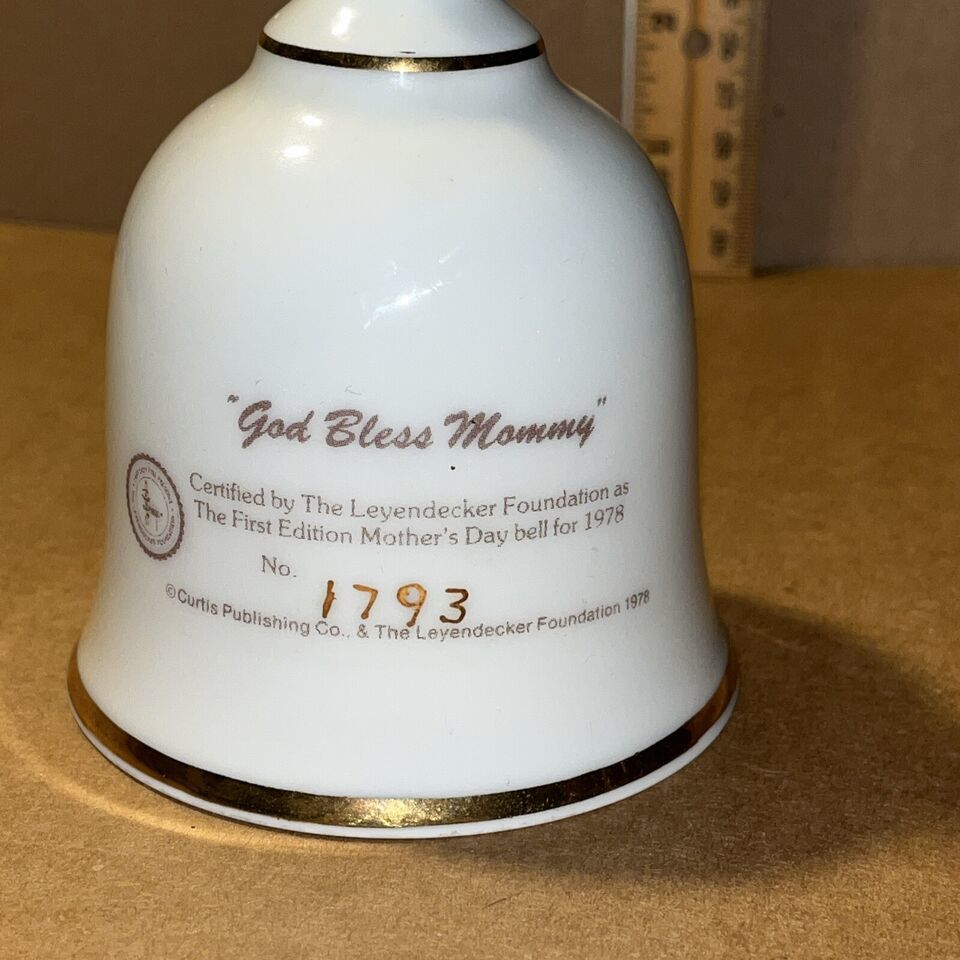 "God Bless Mommy"
Certified by The Leyendecker Foundation as
The First Edition Mother's Day bell for 1978
No. 1793
©Curtis Publishing Co., & The Leyendecker Foundation 1978